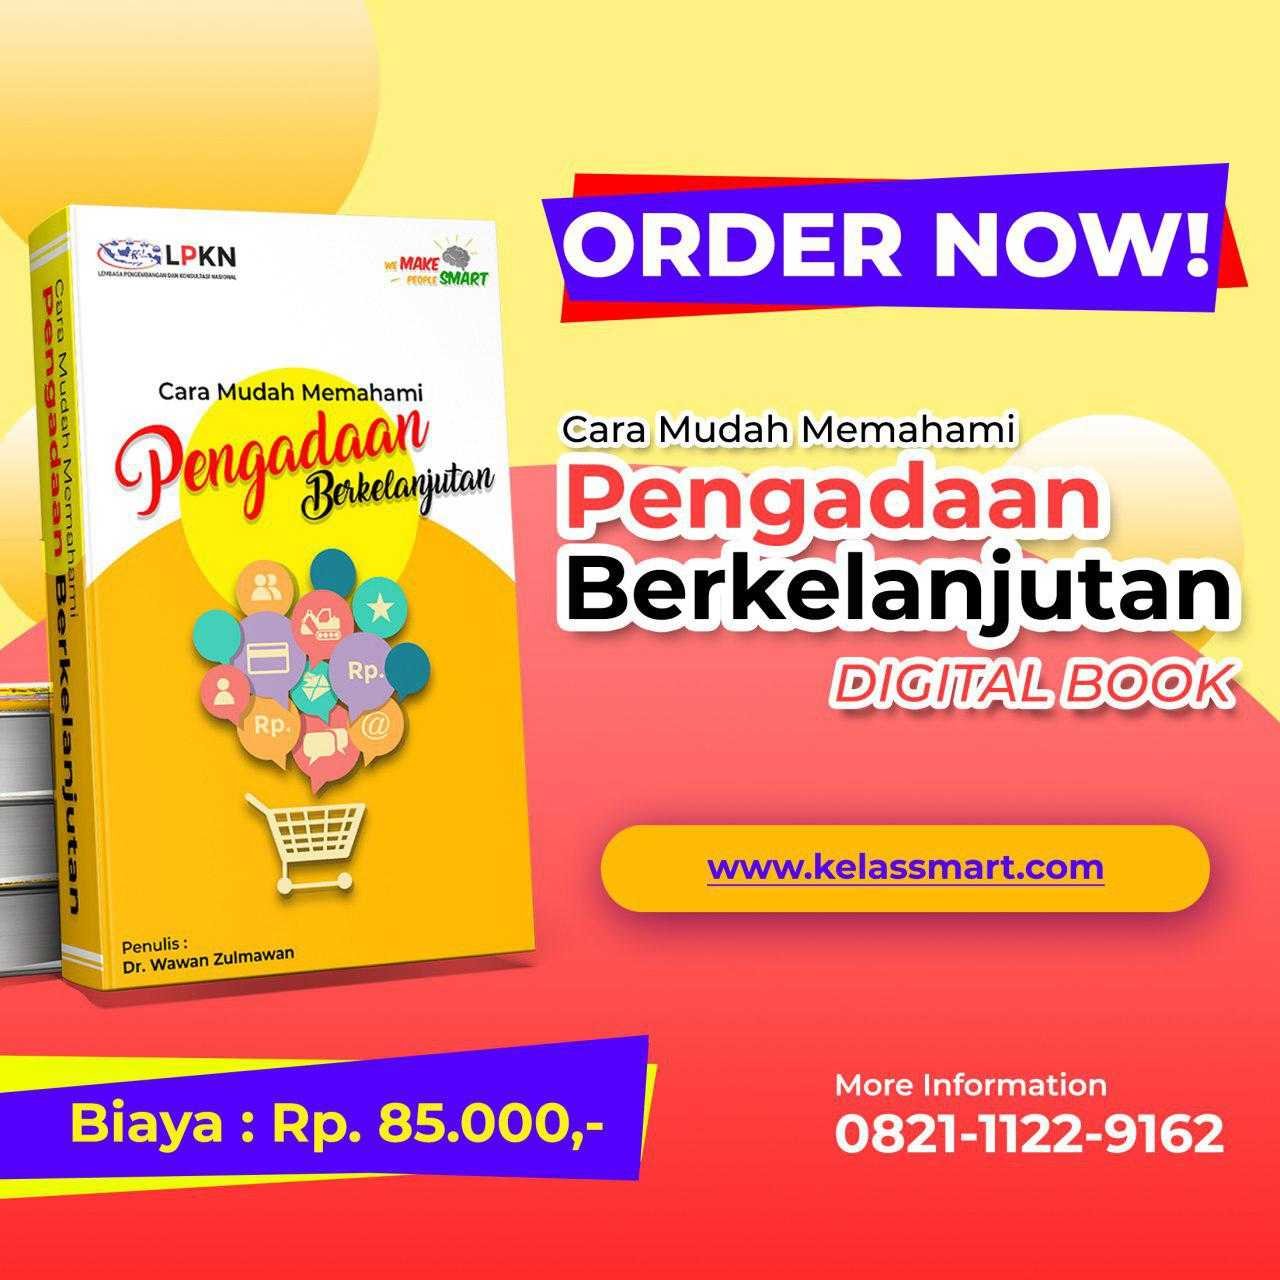 LPKN
LEMBAGA PENGEMBANGAN DAN KONSULTASI NASIONAL
WE MAKE
PEOPLE SMART
Cara Mudah Memahami
Pengadaan
Berkelanjutan
Rp.
Rp.
@
Penulis :
Dr. Wawan Zulmawan
Cara Mudah Memahami
Pengadaan Berkelanjutan
ORDER NOW!
Cara Mudah Memahami
Pengadaan
Berkelanjutan
DIGITAL BOOK
www.kelassmart.com
Biaya : Rp. 85.000,-
More Information
0821-1122-9162